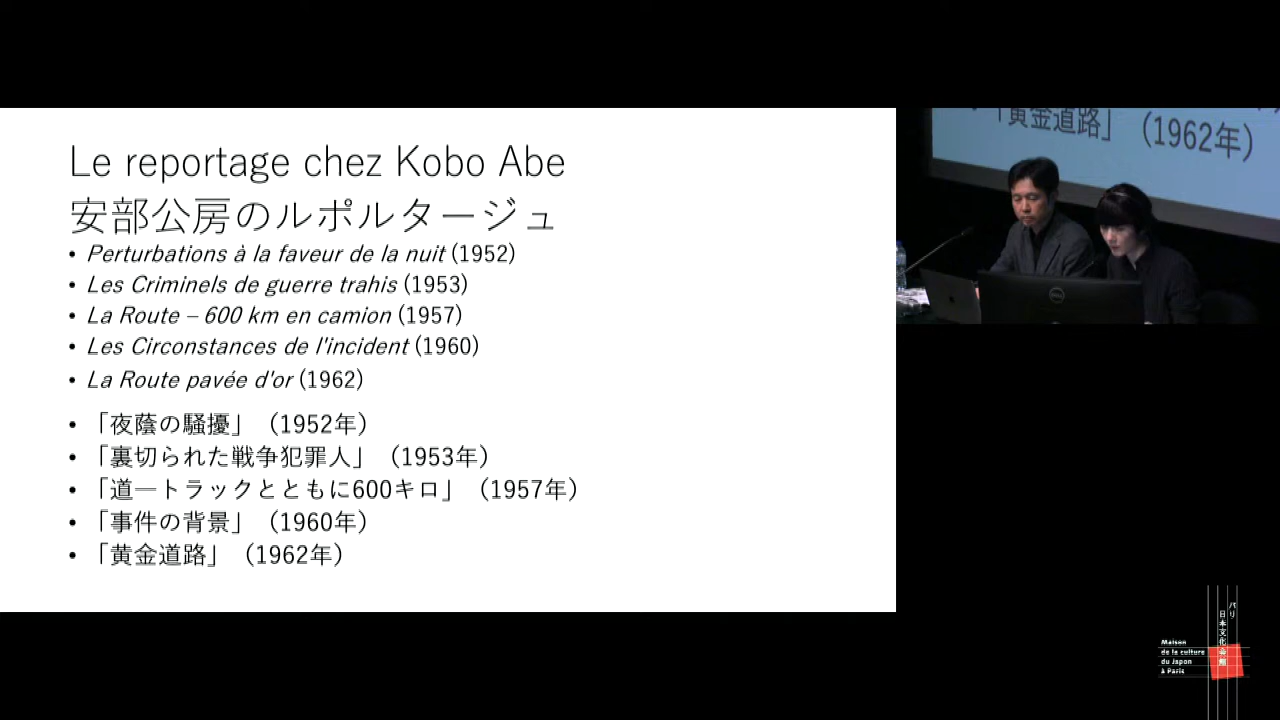 Le reportage chez Kobo Abe
安部公房のルポルタージュ
• Perturbations à la faveur de la nuit (1952)
• Les Criminels de guerre trahis (1953)
• La Route – 600 km en camion (1957)
• Les Circonstances de l'incident (1960)
• La Route pavée d'or (1962)
• 「夜蔭の騒擾」（1952年）
• 「裏切られた戦争犯罪人」（1953年）
• 「道―トラックとともに600キロ」（1957年）
• 「事件の背景」（1960年）
• 「黄金道路」（1962年）
「黄金道路」（1962年）
DELL
パリ
日本文化会館
Maison
de la culture
du Japon
à Paris